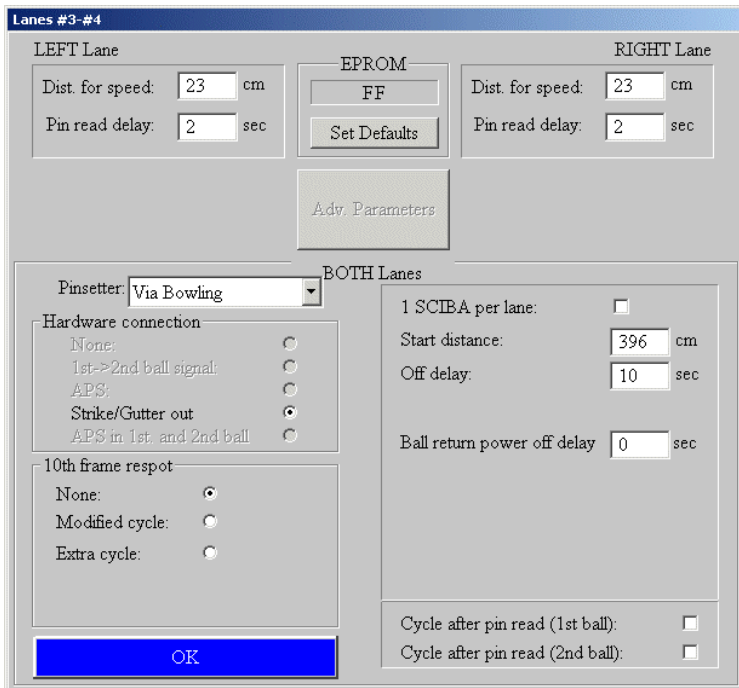 Lanes #3-#4
LEFT Lane
Dist. for speed: 23 cm
Pin read delay: 2 sec
EPROM
FF
Set Defaults
RIGHT Lane
Dist. for speed: 23 cm
Pin read delay: 2 sec
Adv. Parameters
BOTH Lanes
Pinsetter: Via Bowling
Hardware connection
None:
1st->2nd ball signal:
APS:
Strike/Gutter out
APS in 1st. and 2nd ball
10th frame respot
None:
Modified cycle:
Extra cycle:
OK
1 SCIBA per lane:
Start distance: 396 cm
Off delay: 10 sec
Ball return power off delay 0 sec
Cycle after pin read (1st ball):
Cycle after pin read (2nd ball):